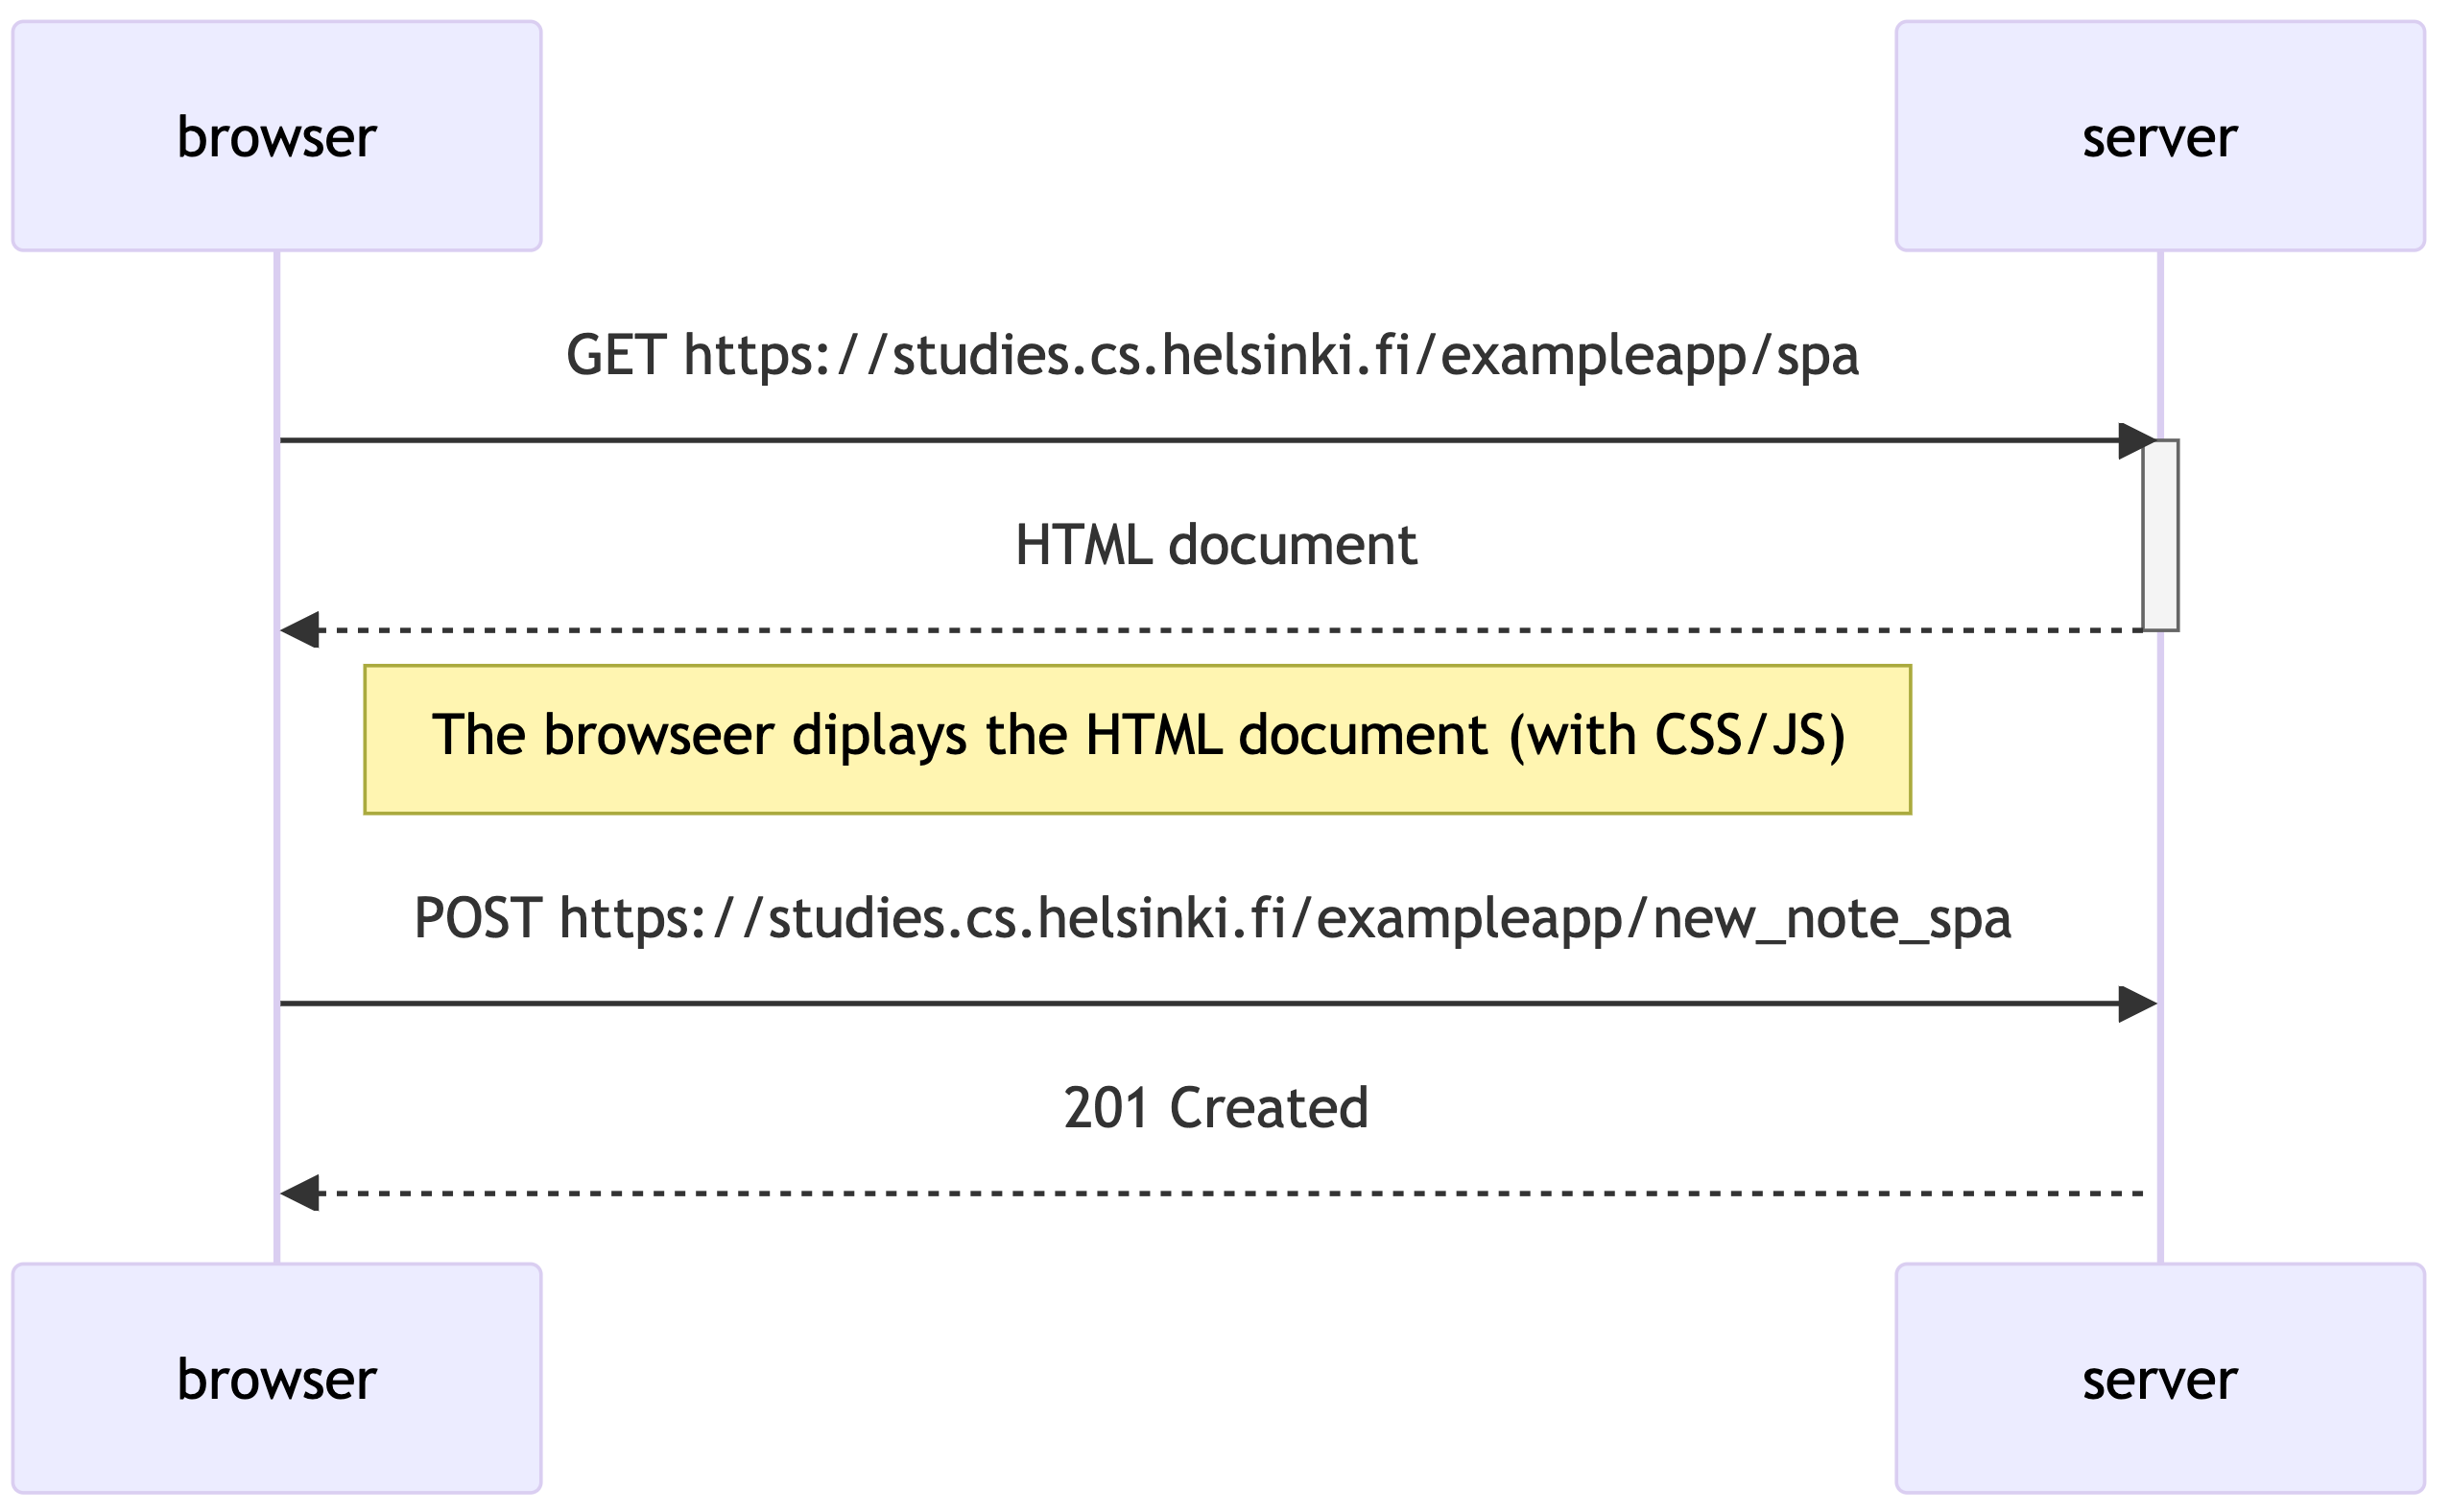 browser
server
GET https://studies.cs.helsinki.fi/exampleapp/spa
HTML document
The browseer diplays the HTML document (with CSS/JS)
POST https://studies.cs.helsinki.fi/exampleapp/new_note_spa
201 Created
browser
server